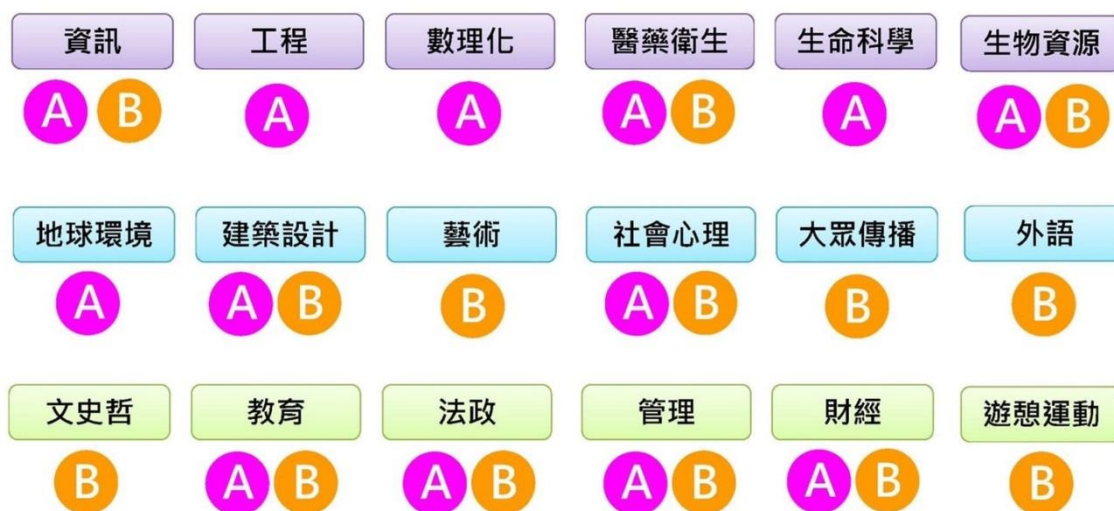 資訊 工程 數理化 醫藥衛生 生命科學 生物資源
A B A A A B A A B
地球環境 建築設計 藝術 社會心理 大眾傳播 外語
A A B B A B B B
文史哲 教育 法政 管理 財經 遊憩運動
B A B A B A B A B B